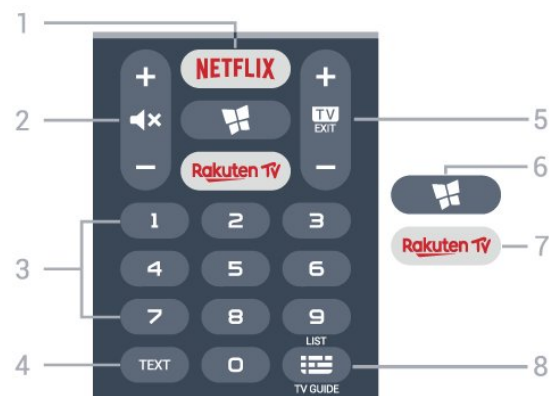 1
NETFLIX
+ +
2
TV
EXIT
5
6
- -
Rakuten TV
Rakuten TV
7
1 2 3
3
4 5 6
7 8 9
LIST
4
TEXT 0
8
TV GUIDE